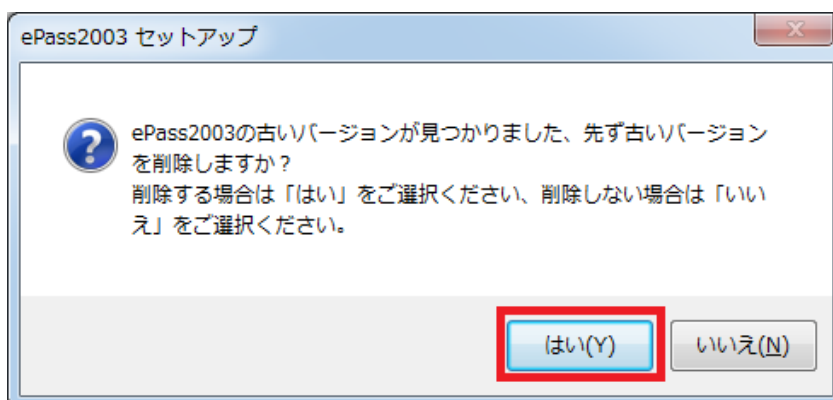 ePass2003 セットアップ
ePass2003の古いバージョンが見つかりました、先ず古いバージョン
を削除しますか？
削除する場合は「はい」をご選択ください、削除しない場合は「いい
え」をご選択ください。
はい(Y)
いいえ(N)